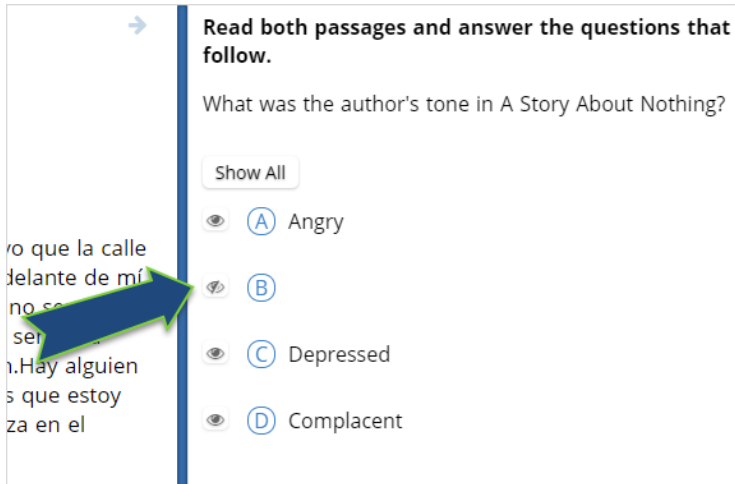 que la calle
delante de mí
no
.Hay alguien
s que estoy
za en el
Read both passages and answer the questions that
follow.
What was the author's tone in A Story About Nothing?
Show All
A Angry
B
C Depressed
D Complacent